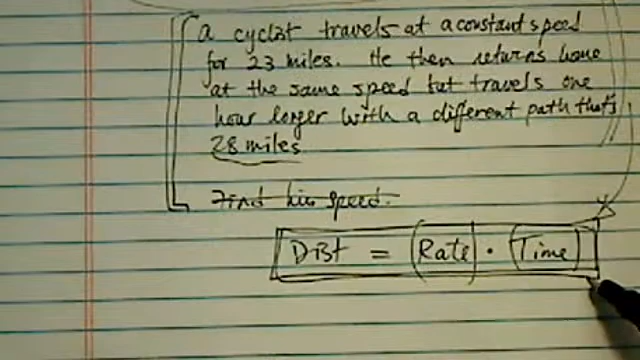 a cyclist travels at a constant speed
for 23 miles. He then returns home
at the same speed but travels one
hour longer with a different path that's
28 miles
Find his speed.
Dist = (Rate) · (Time)